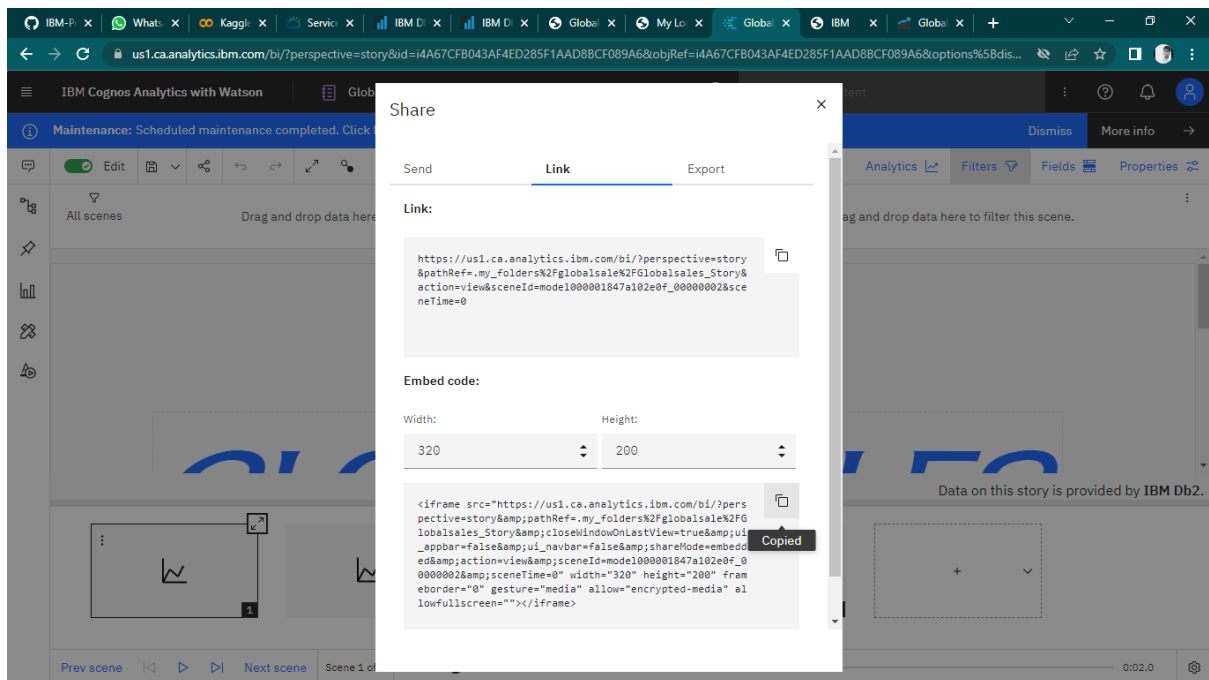 IBM-Pr
Whats
Kaggle
Service
IBM D
IBM D
Global
My Lo
Global
IBM
Global
us1.ca.analytics.ibm.com/bi/?perspective=story&id=i4A67CFB043AF4ED285F1AAD8BCF089A6&objRef=i4A67CFB043AF4ED285F1AAD8BCF089A6&options%5Bdis...
IBM Cognos Analytics with Watson
Glob
tent
Share
Maintenance: Scheduled maintenance completed. Click
Dismiss
More info
Edit
Analytics
Filters
Fields
Properties
Send
Link
Export
All scenes
Drag and drop data here
ag and drop data here to filter this scene.
Link:
https://us1.ca.analytics.ibm.com/bi/?perspective=story
&pathRef=.my_folders%2Fglobalsale%2FGlobalsales_Story&
action=view&sceneId=model000001847a102e0f_00000002&sce
neTime=0
Embed code:
Width:
Height:
320
200
Data on this story is provided by IBM Db2.
<iframe src="https://us1.ca.analytics.ibm.com/bi/?pers
pective=story&amp;pathRef=.my_folders%2Fglobalsale%2FG
lobalsales_Story&amp;closeWindowOnLastView=true&amp;ui
_appbar=false&amp;ui_navbar=false&amp;shareMode=embedd
ed&amp;action=view&amp;sceneId=model000001847a102e0f_0
0000002&amp;sceneTime=0" width="320" height="200" fram
eborder="0" gesture="media" allow="encrypted-media" al
lowfullscreen=""></iframe>
Copied
1
Prev scene
Next scene
Scene 1 of
0:02.0